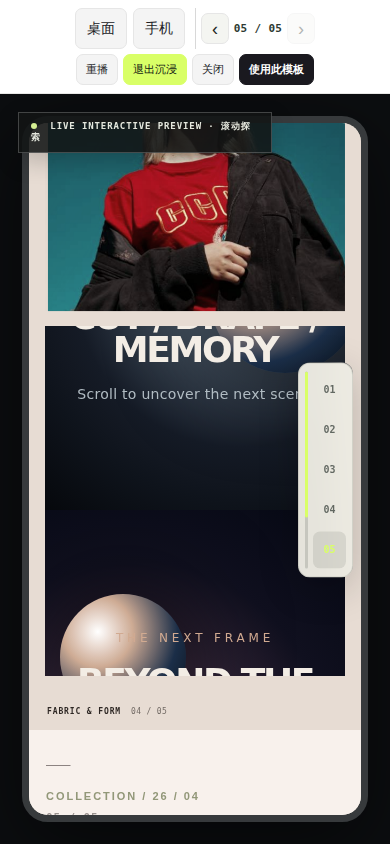 桌面 手机 ‹ 05 / 05 ›
重播 退出沉浸 关闭 使用此模板
LIVE INTERACTIVE PREVIEW · 滚动探
索
MEMORY
Scroll to uncover the next scen
01
02
03
04
05
THE NEXT FRAME
BEYOND THE
FABRIC & FORM 04 / 05
COLLECTION / 26 / 04